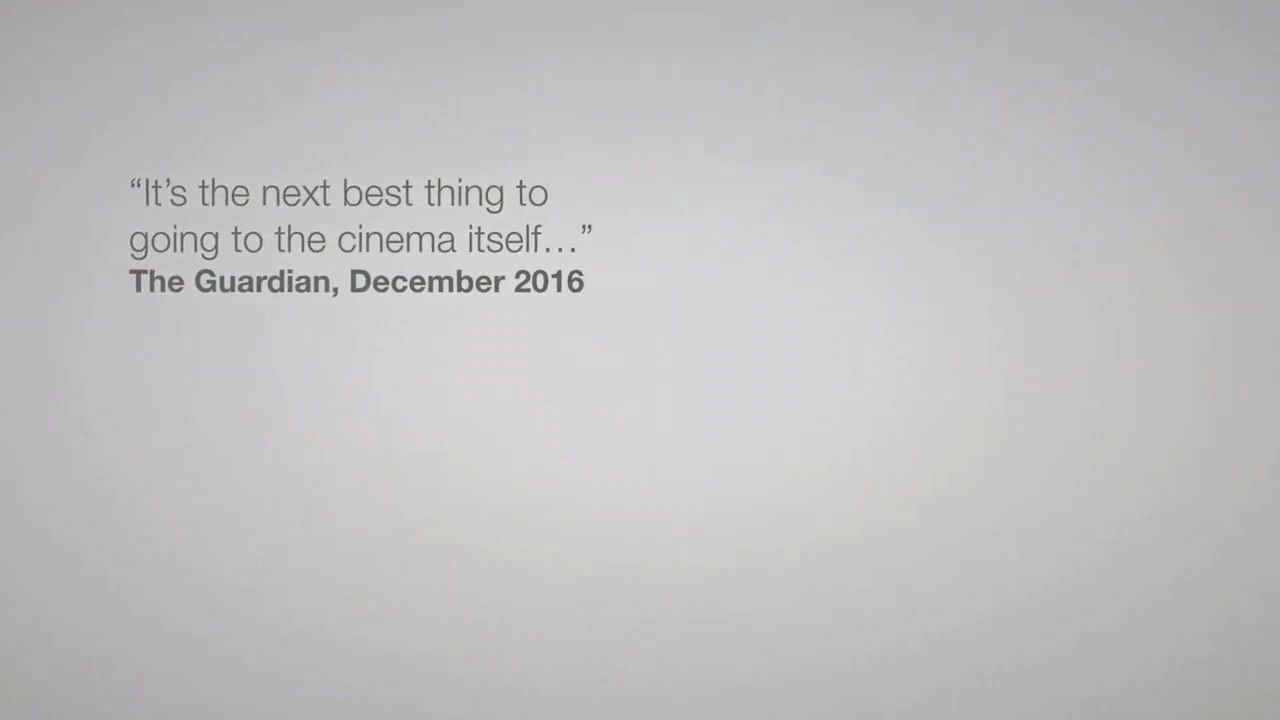 “It’s the next best thing to
going to the cinema itself…”
The Guardian, December 2016